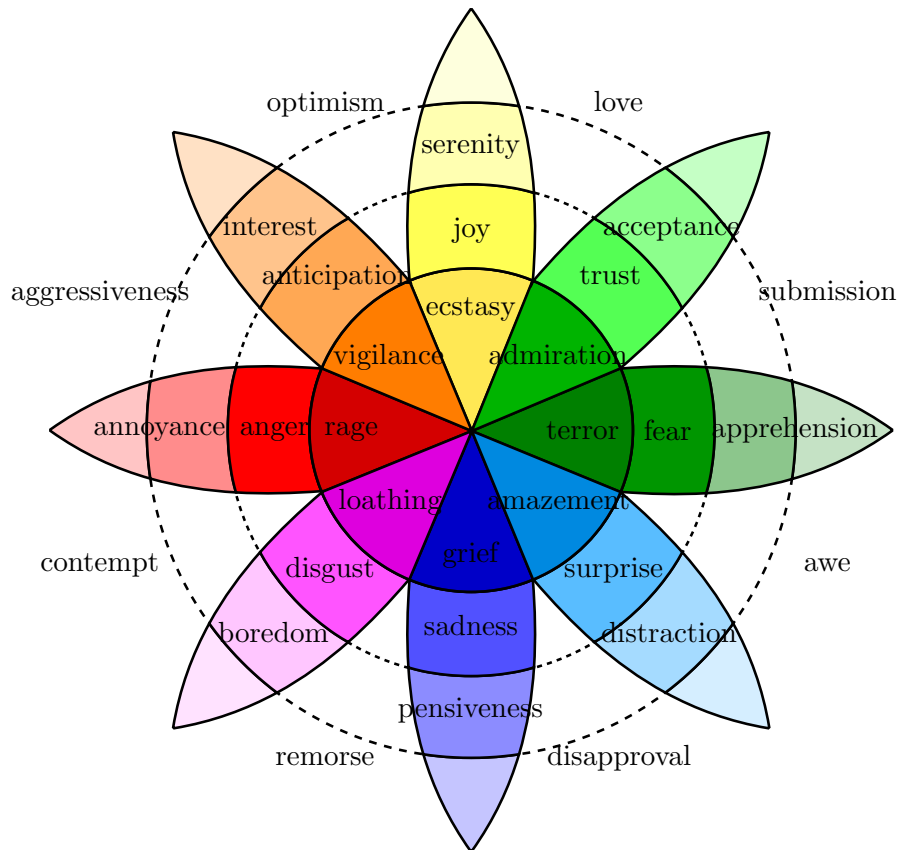 optimism
love
serenity
interest
joy
acceptance
anticipation
trust
aggressiveness
submission
ecstasy
vigilance
admiration
annoyance
anger
rage
terror
fear
apprehension
loathing
amazement
grief
contempt
disgust
surprise
awe
boredom
sadness
distraction
pensiveness
remorse
disapproval